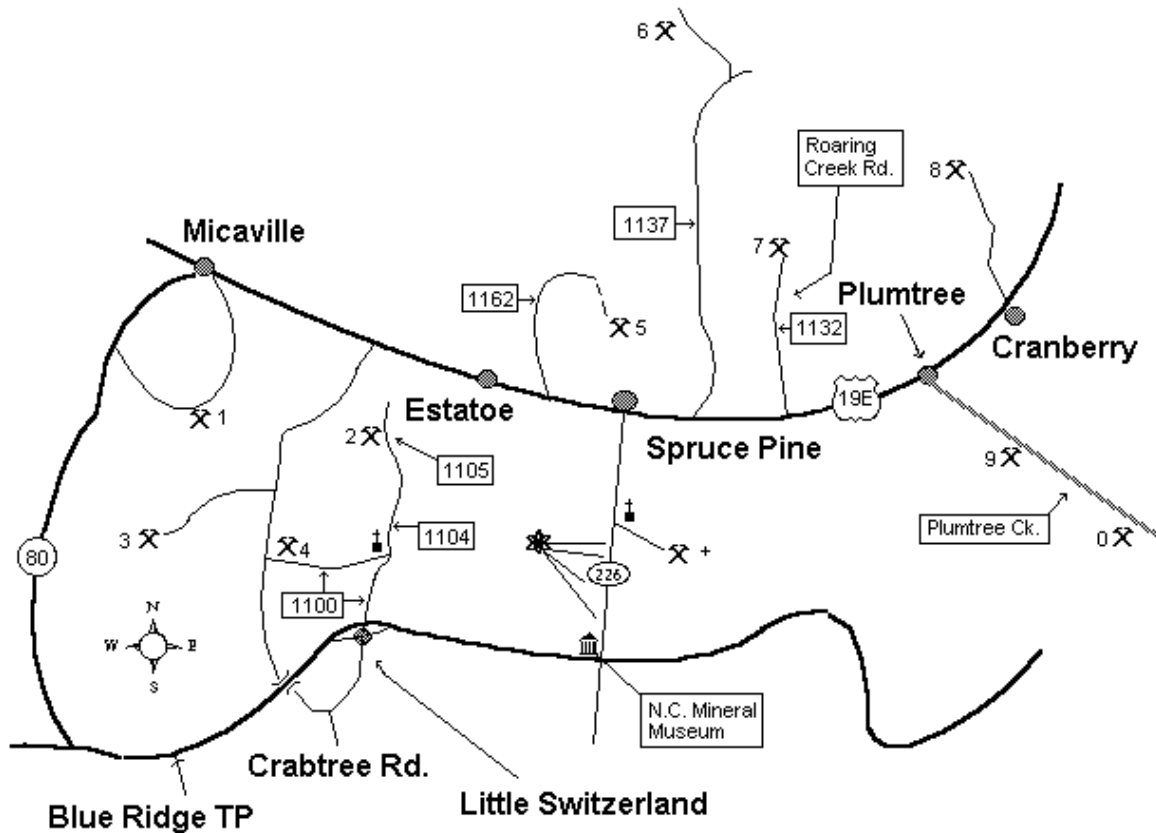 6
Roaring
Creek Rd.
8
Micaville
1137
7
1162
Plumtree
5
1132
Cranberry
Estatoe
19E
1
2
Spruce Pine
1105
9
3
4
1104
Plumtree Ck.
0
+
80
226
1100
N
W
E
S
N.C. Mineral
Museum
Crabtree Rd.
Little Switzerland
Blue Ridge TP